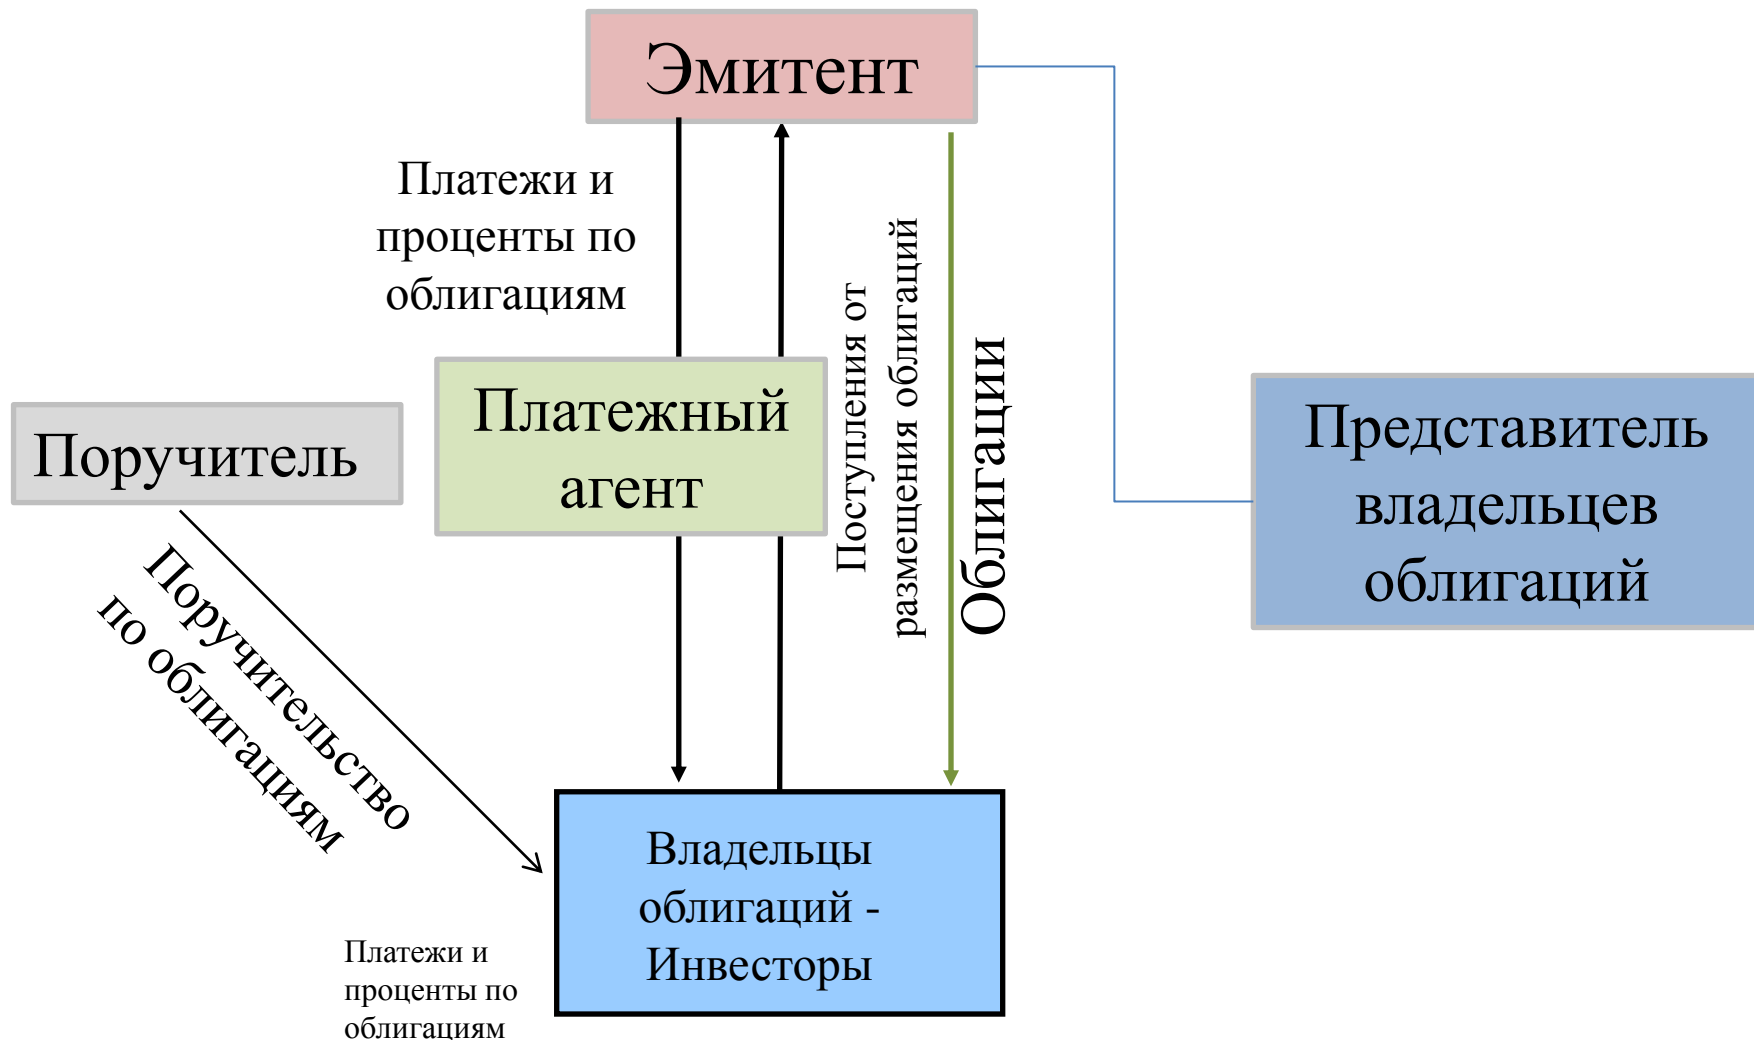 Эмитент
Платежи и
проценты по
облигациям
Поступления от
размещения облигаций
Облигации
Платежный
агент
Поручитель
Представитель
владельцев
облигаций
Поручительство
по облигациям
Владельцы
облигаций -
Инвесторы
Платежи и
проценты по
облигациям